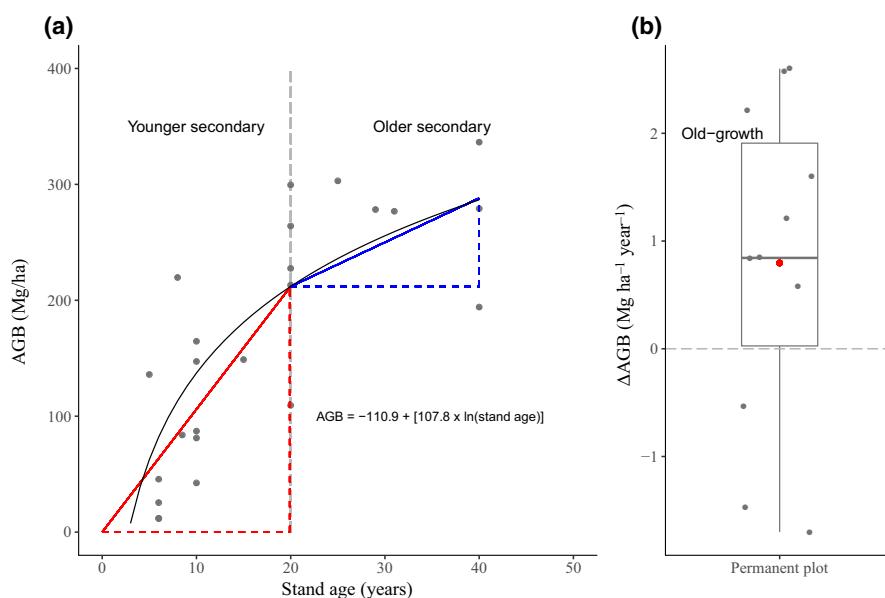 (a)
AGB (Mg/ha)
400
300
200
100
0
Younger secondary
Older secondary
AGB = −110.9 + [107.8 x ln(stand age)]
0 10 20 30 40 50
Stand age (years)
(b)
ΔAGB (Mg ha⁻¹ year⁻¹)
2
1
0
−1
Old−growth
Permanent plot